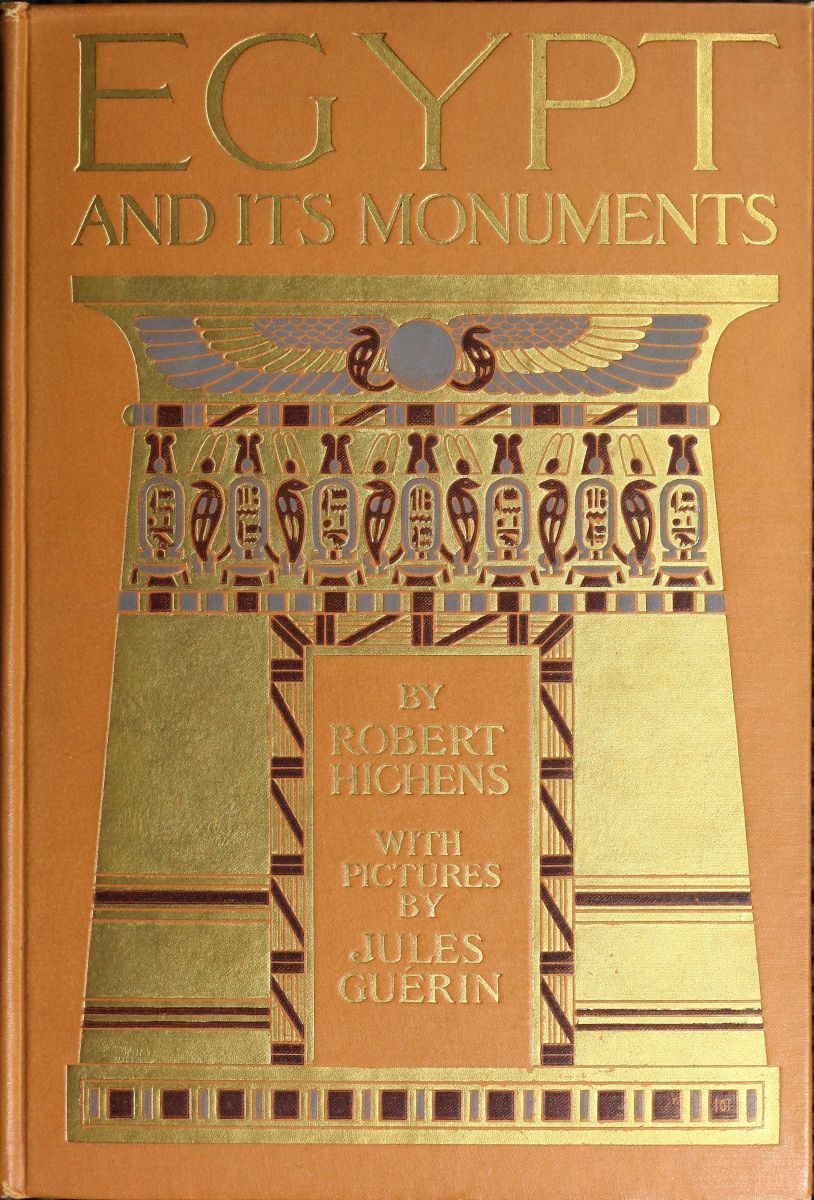 EGYPT
AND ITS MONUMENTS
BY
ROBERT
HICHENS
WITH
PICTURES
BY
JULES
GUÉRIN